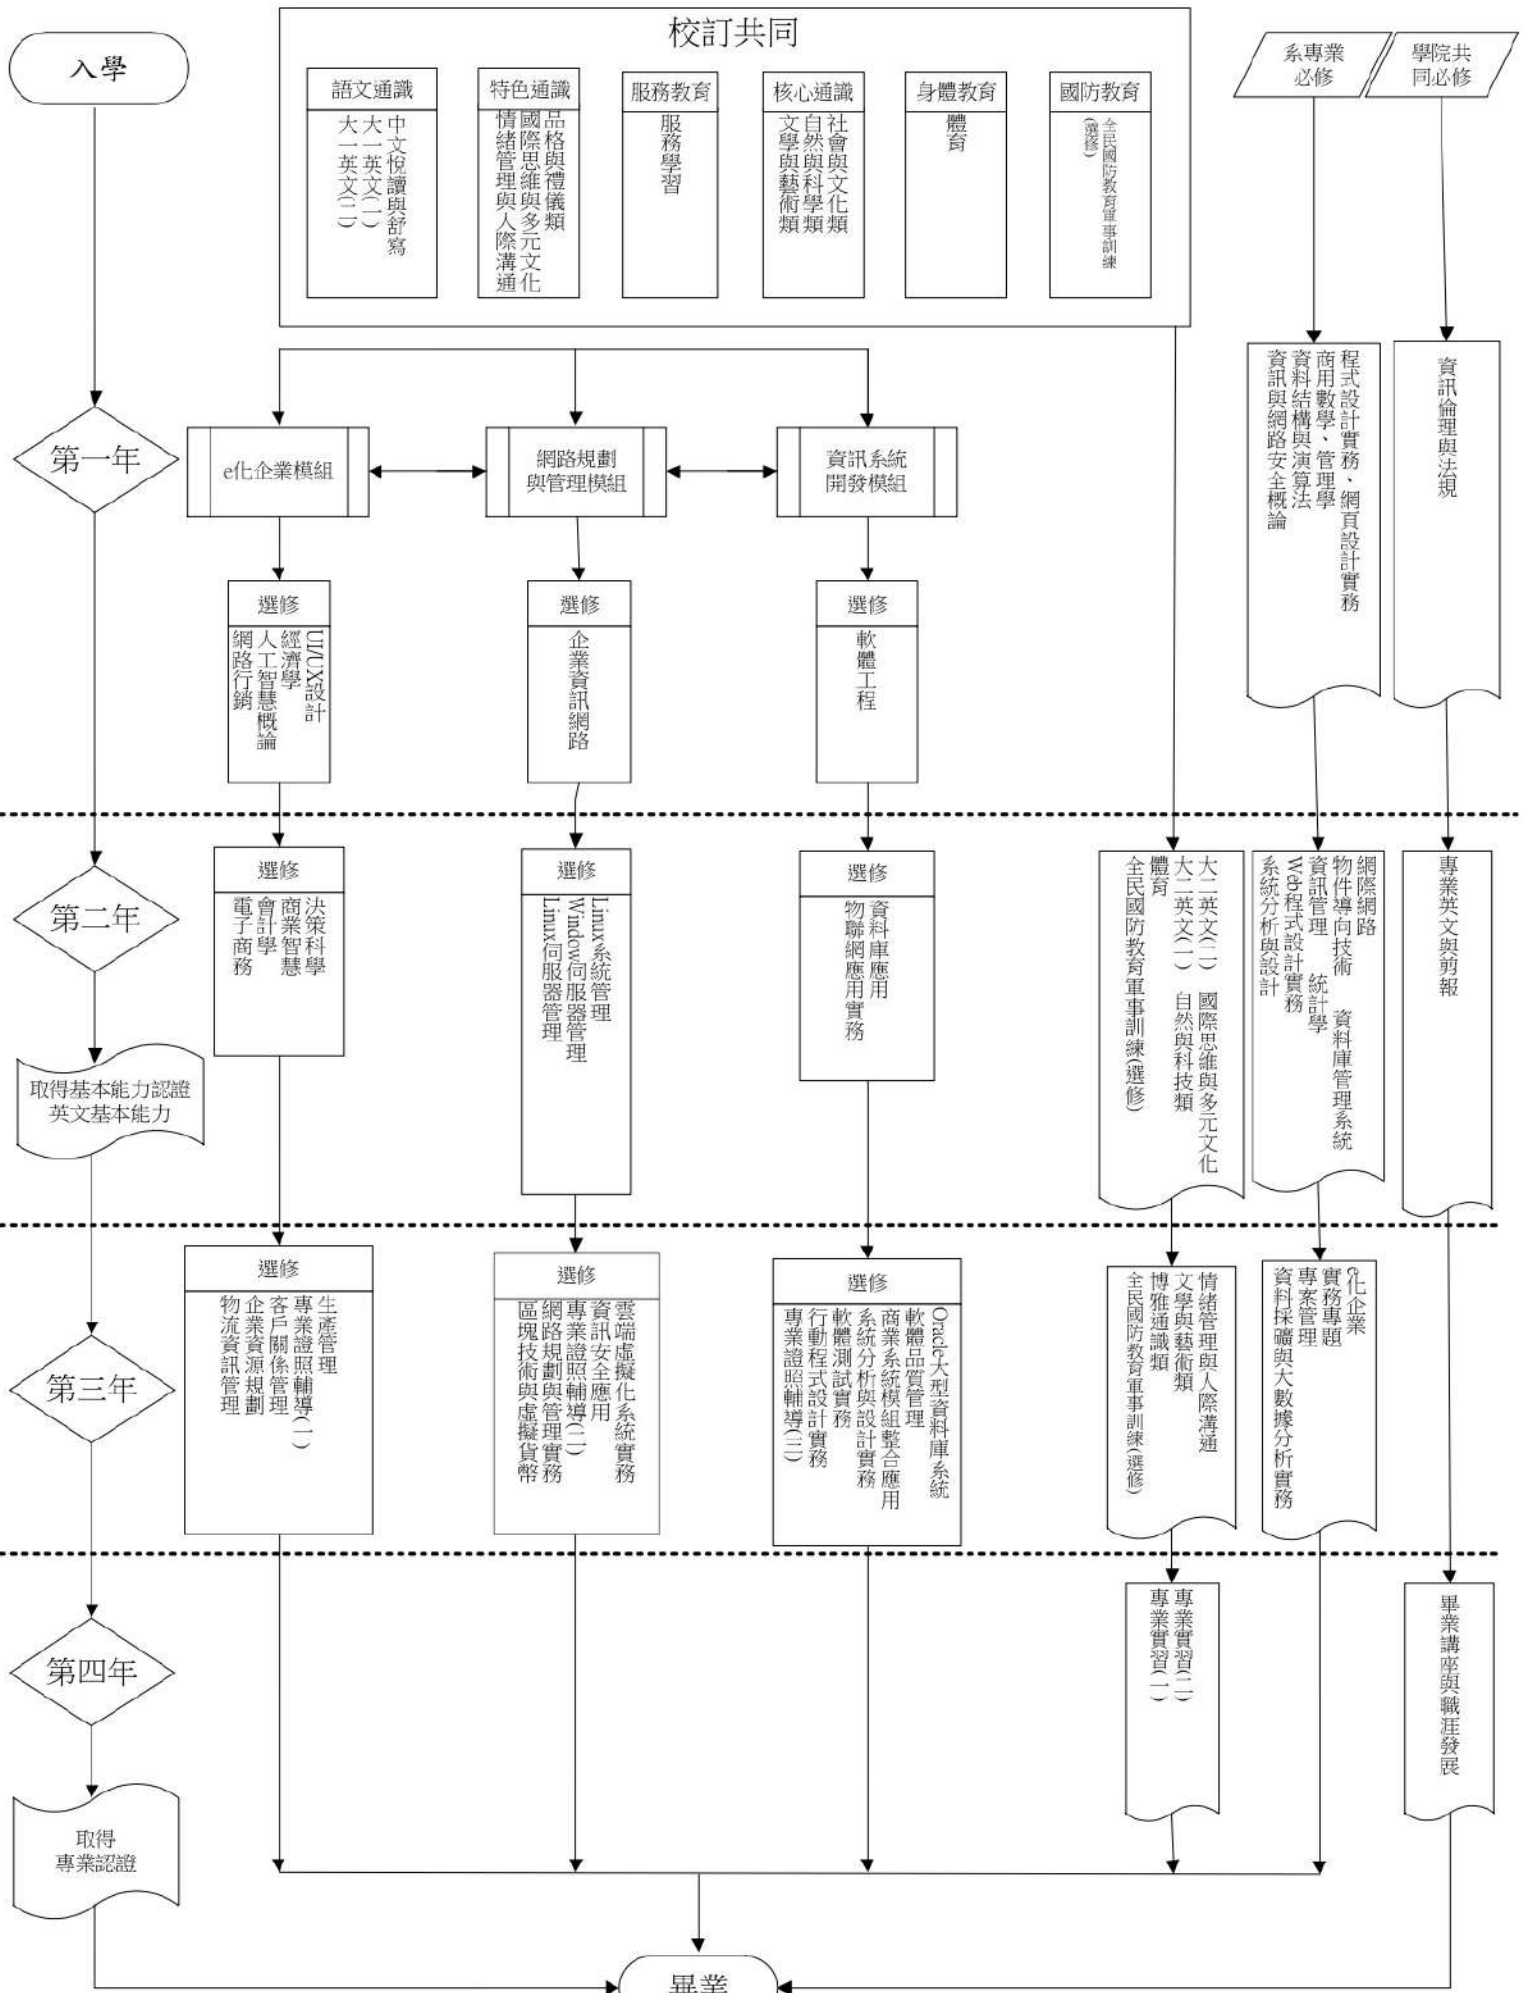 入學
校訂共同
語文通識
中文悅讀與舒寫
大一英文(一)
大一英文(二)
特色通識
品格與禮儀類
國際思維與多元文化
情緒管理與人際溝通
服務教育
服務學習
核心通識
社會與文化類
自然與科學類
文學與藝術類
身體教育
體育
國防教育
全民國防教育軍事訓練
(選修)
系專業
必修
學院共
同必修
第一年
e化企業模組
網路規劃
與管理模組
資訊系統
開發模組
程式設計實務、網頁設計實務
商用數學、管理學
資料結構與演算法
資訊與網路安全概論
資訊倫理與法規
選修
UI/UX設計
經濟學
人工智慧概論
網路行銷
選修
企業資訊網路
選修
軟體工程
第二年
選修
決策科學
商業智慧
會計學
電子商務
選修
Linux系統管理
Window伺服器管理
Linux伺服器管理
選修
資料庫應用
物聯網應用實務
大二英文(二) 國際思維與多元文化
大二英文(一) 自然與科技類
體育
全民國防教育軍事訓練(選修)
網際網路
物件導向技術 資料庫管理系統
資訊管理 統計學
Web程式設計實務
系統分析與設計
專業英文與剪報
取得基本能力認證
英文基本能力
第三年
選修
生產管理
專業證照輔導(一)
客戶關係管理
企業資源規劃
物流資訊管理
選修
雲端虛擬化系統實務
資訊安全應用
專業證照輔導(二)
網路規劃與管理實務
區塊技術與虛擬貨幣
選修
Oracle大型資料庫系統
軟體品質管理
商業系統模組整合應用
系統分析與設計實務
軟體測試實務
行動程式設計實務
專業證照輔導(三)
情緒管理與人際溝通
文學與藝術類
博雅通識類
全民國防教育軍事訓練(選修)
e化企業
實務專題
專案管理
資料採礦與大數據分析實務
第四年
專業實習(二)
專業實習(一)
畢業講座與職涯發展
取得
專業認證
畢業